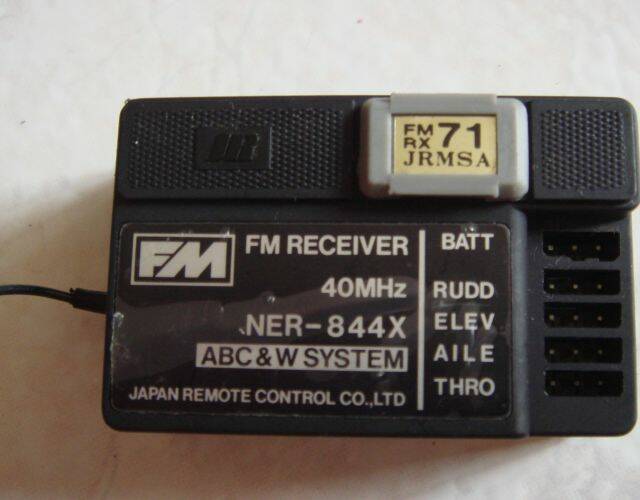 JR
FM
RX
71
JRMSA
FM
FM RECEIVER
40MHz
NER-844X
ABC&W SYSTEM
JAPAN REMOTE CONTROL CO.,LTD
BATT
RUDD
ELEV
AILE
THRO